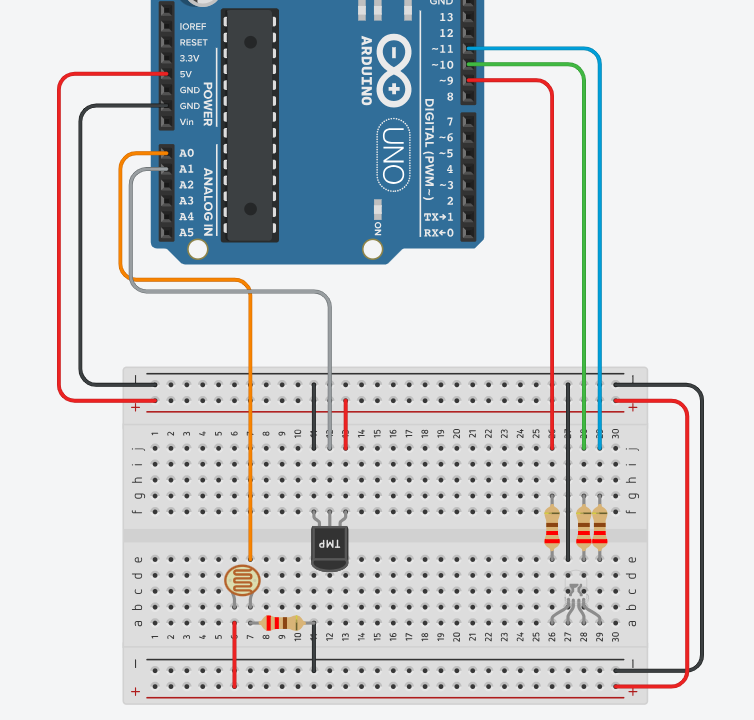 GND
13
12
~11
~10
~9
8
7
~6
~5
4
~3
2
TX→1
RX←0
IOREF
RESET
3.3V
5V
GND
GND
Vin
A0
A1
A2
A3
A4
A5
POWER
ANALOG IN
ARDUINO
UNO
ON
DIGITAL (PWM~)
− −
+ +
1 2 3 4 5 6 7 8 9 10 11 12 13 14 15 16 17 18 19 20 21 22 23 24 25 26 27 28 29 30
j j
i i
h h
g g
f f
TMP
e e
d d
c c
b b
a a
1 2 3 4 5 6 7 8 9 10 11 12 13 14 15 16 17 18 19 20 21 22 23 24 25 26 27 28 29 30
− −
+ +